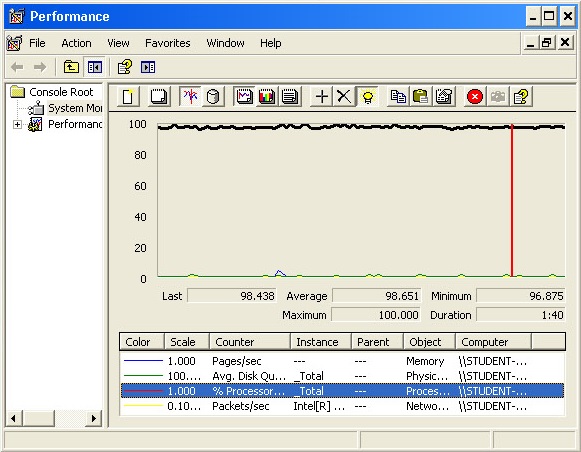 Performance
File Action View Favorites Window Help
Console Root
System Mor
Performanc
100
80
60
40
20
0
Last 98.438 Average 98.651 Minimum 96.875
Maximum 100.000 Duration 1:40
Color Scale Counter Instance Parent Object Computer
1.000 Pages/sec --- --- Memory \\STUDENT-...
100.... Avg. Disk Qu... _Total --- Physic... \\STUDENT-...
1.000 % Processor... _Total --- Proces... \\STUDENT-...
0.10... Packets/sec Intel[R] ... --- Netwo... \\STUDENT-...